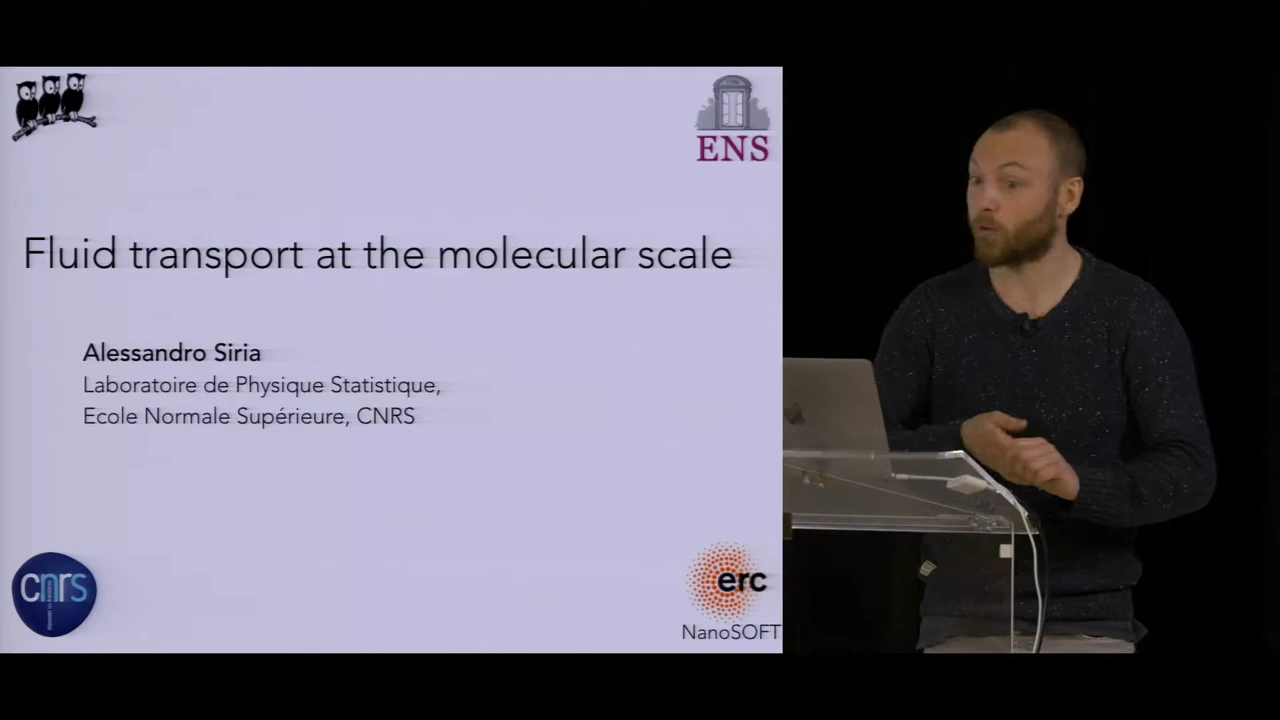 ENS
Fluid transport at the molecular scale
Alessandro Siria
Laboratoire de Physique Statistique,
Ecole Normale Supérieure, CNRS
cnrs
erc
NanoSOFT